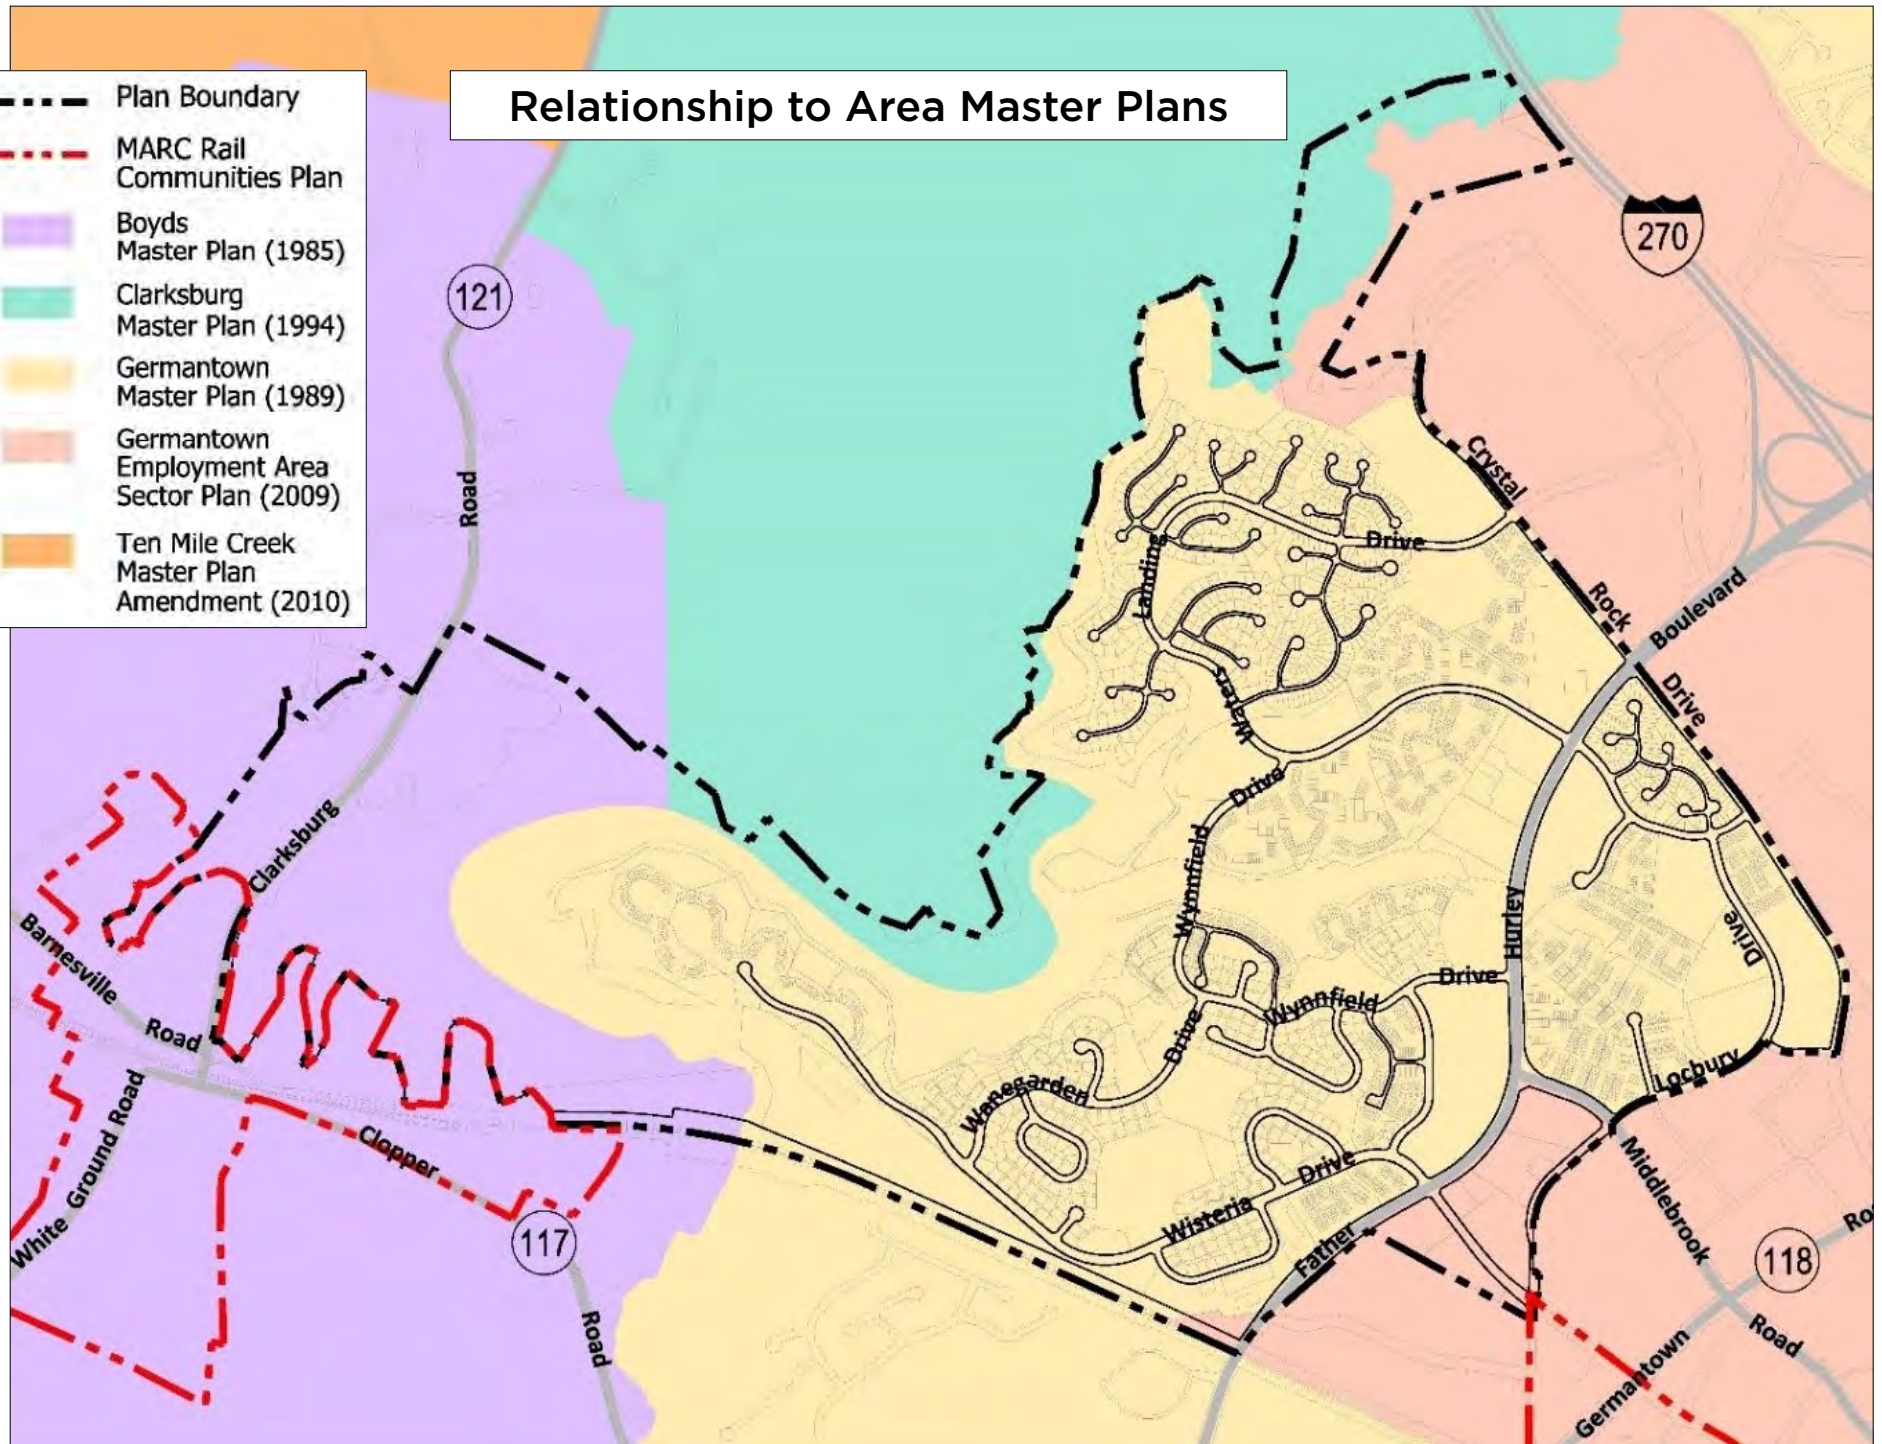 Relationship to Area Master Plans
Plan Boundary
MARC Rail
Communities Plan
Boyds
Master Plan (1985)
Clarksburg
Master Plan (1994)
Germantown
Master Plan (1989)
Germantown
Employment Area
Sector Plan (2009)
Ten Mile Creek
Master Plan
Amendment (2010)
270
121
Road
Crystal
Drive
Landing
Rock
Boulevard
Drive
Waters
Drive
Clarksburg
Wynnfield
Hurley
Drive
Barnesville
Road
Drive
Wynnfield
Drive
Locbury
Wanegarden
White Ground Road
Clopper
Middlebrook
Drive
Wisteria
Father
117
118
Ro
Road
Road
Germantown